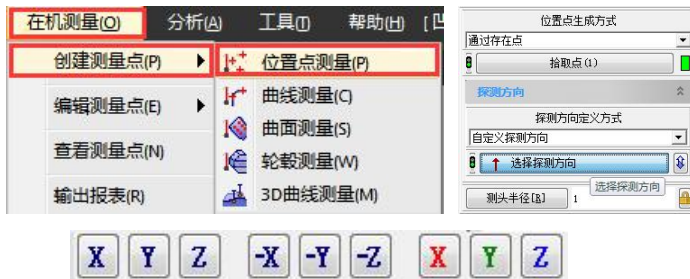 在机测量(O) 分析(A) 工具(T) 帮助(H) [
创建测量点(P) 位置点测量(P)
编辑测量点(E) 曲线测量(C)
曲面测量(S)
查看测量点(N) 轮毂测量(W)
输出报表(R) 3D曲线测量(M)
位置点生成方式
通过存在点
拾取点(1)
探测方向
探测方向定义方式
自定义探测方向
选择探测方向
测头半径[R] 1 选择探测方向
X Y Z -X -Y -Z X Y Z